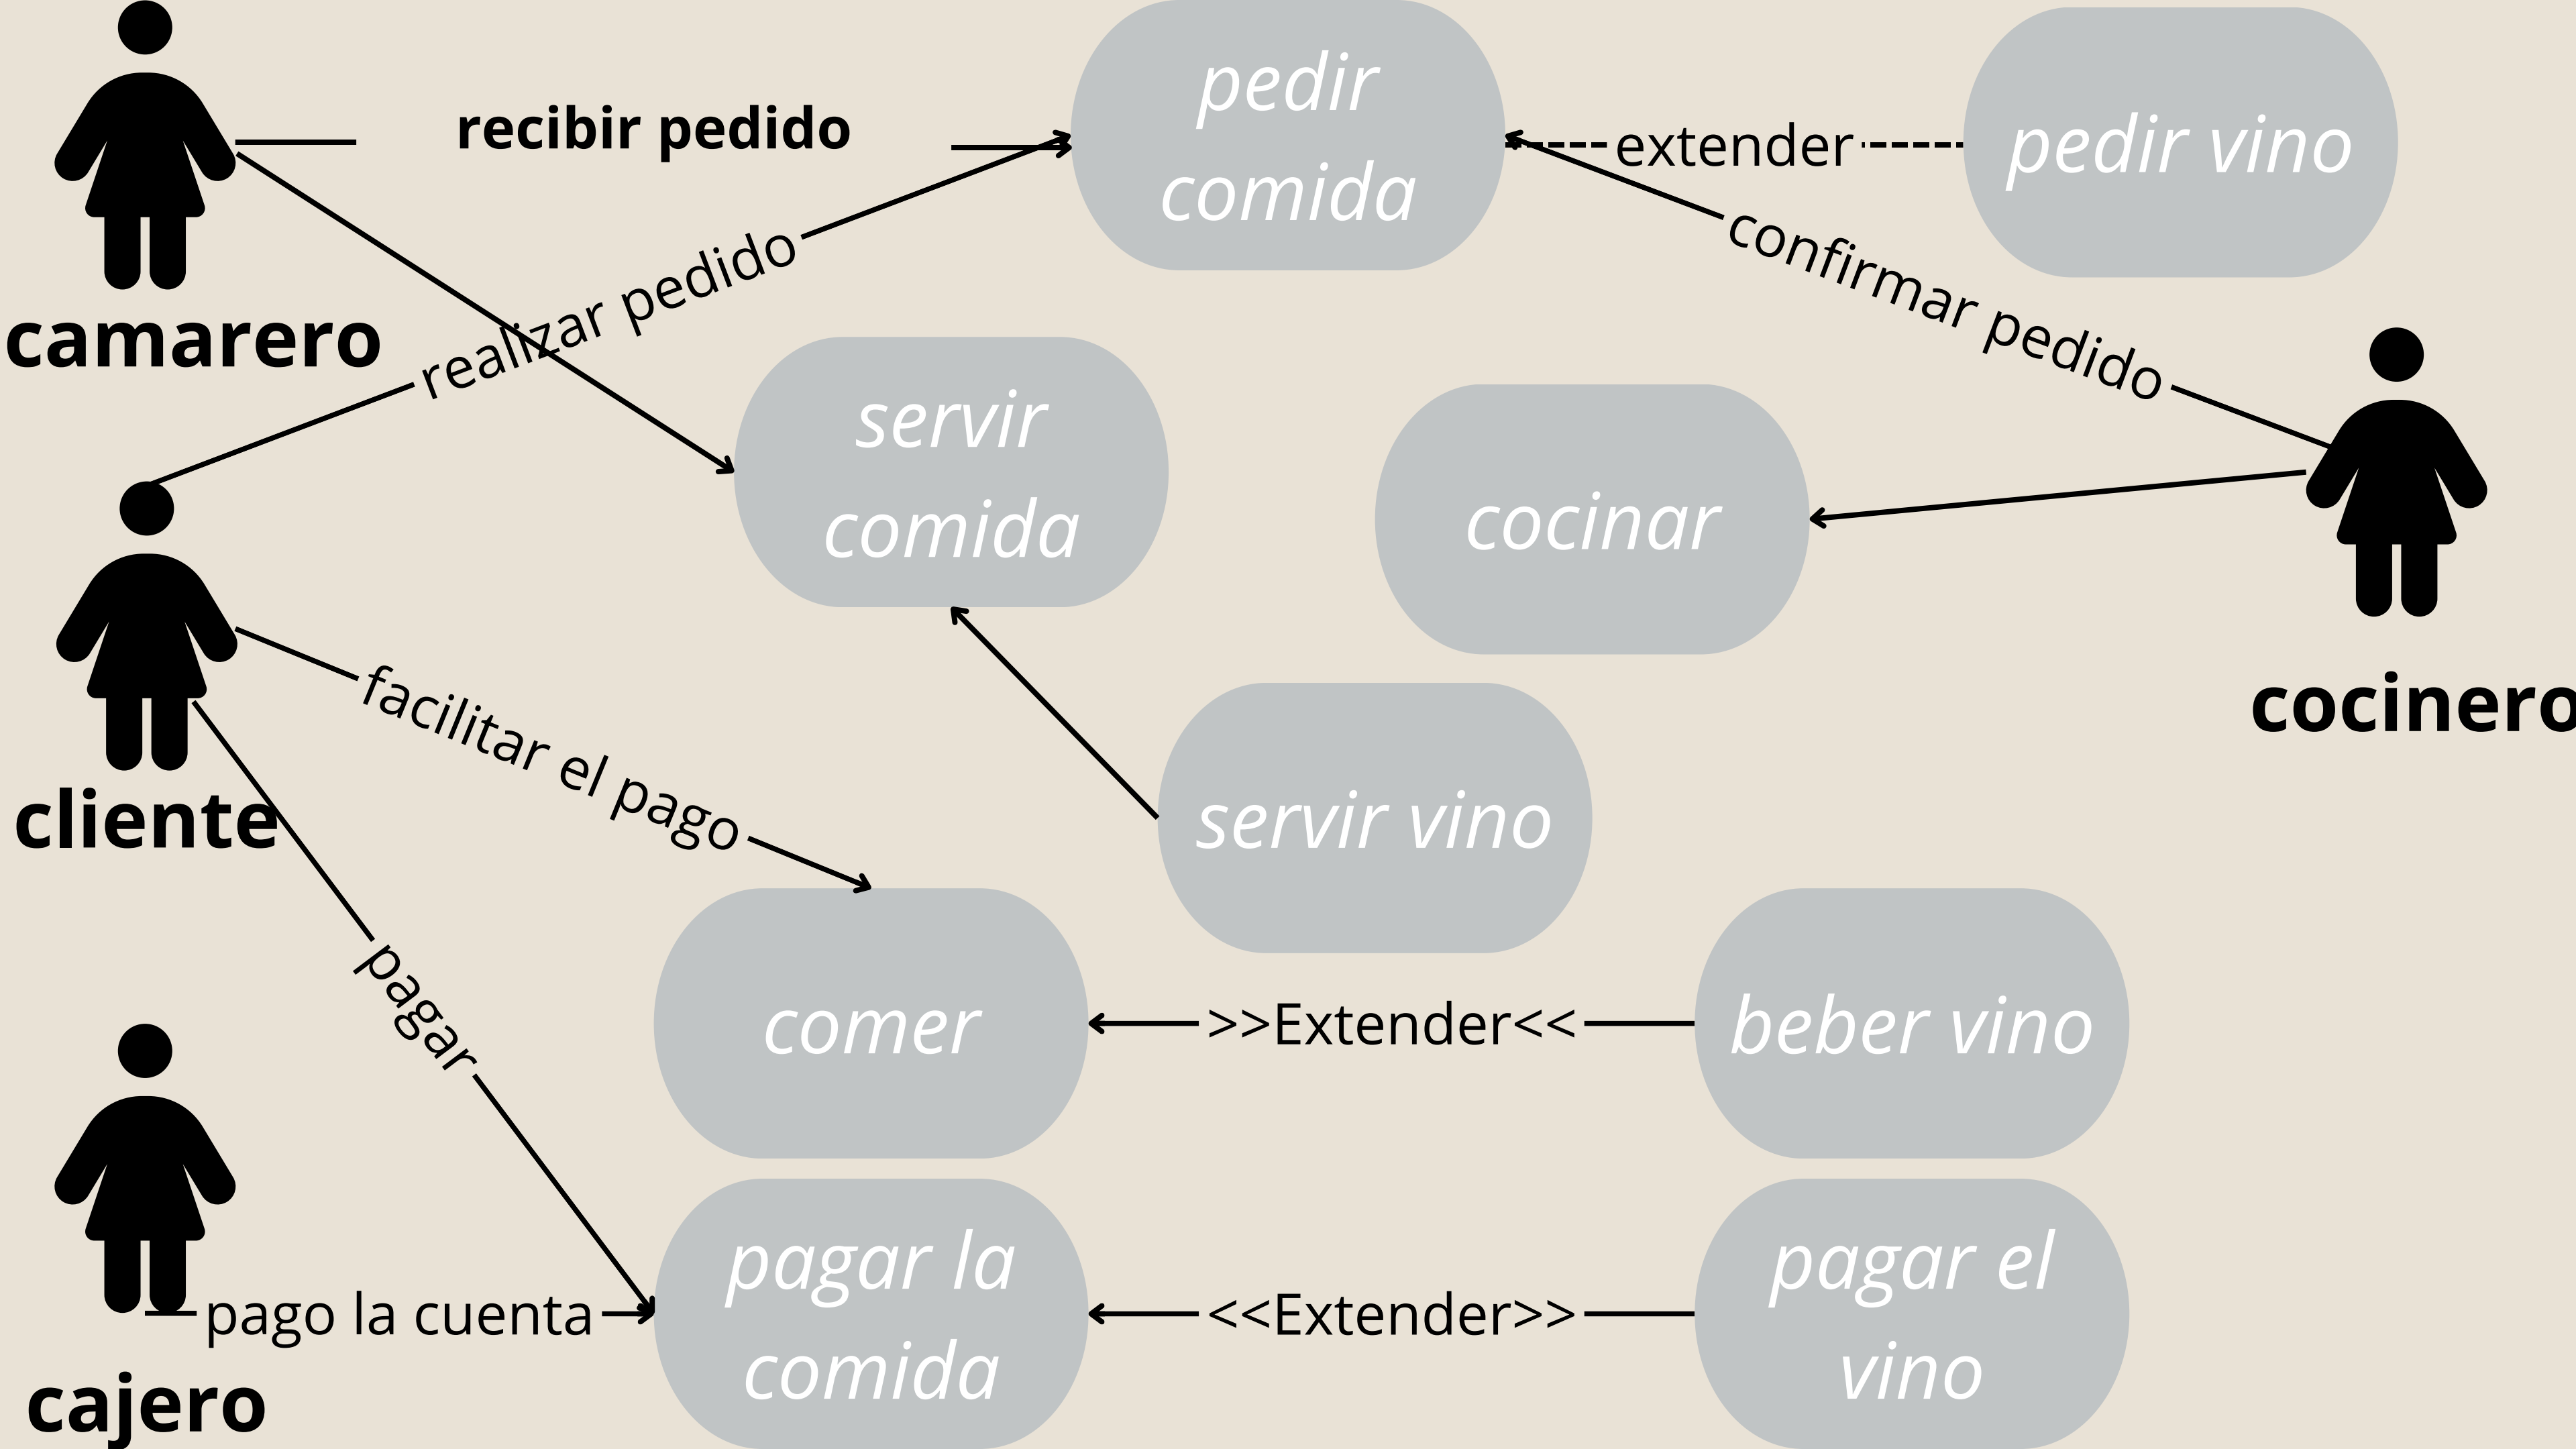 pedir
comida
pedir vino
recibir pedido
extender
confirmar pedido
realizar pedido
camarero
servir
comida
cocinar
cocinero
facilitar el pago
servir vino
cliente
pagar
comer
>>Extender<<
beber vino
pagar la
comida
pagar el
vino
pago la cuenta
<<Extender>>
cajero